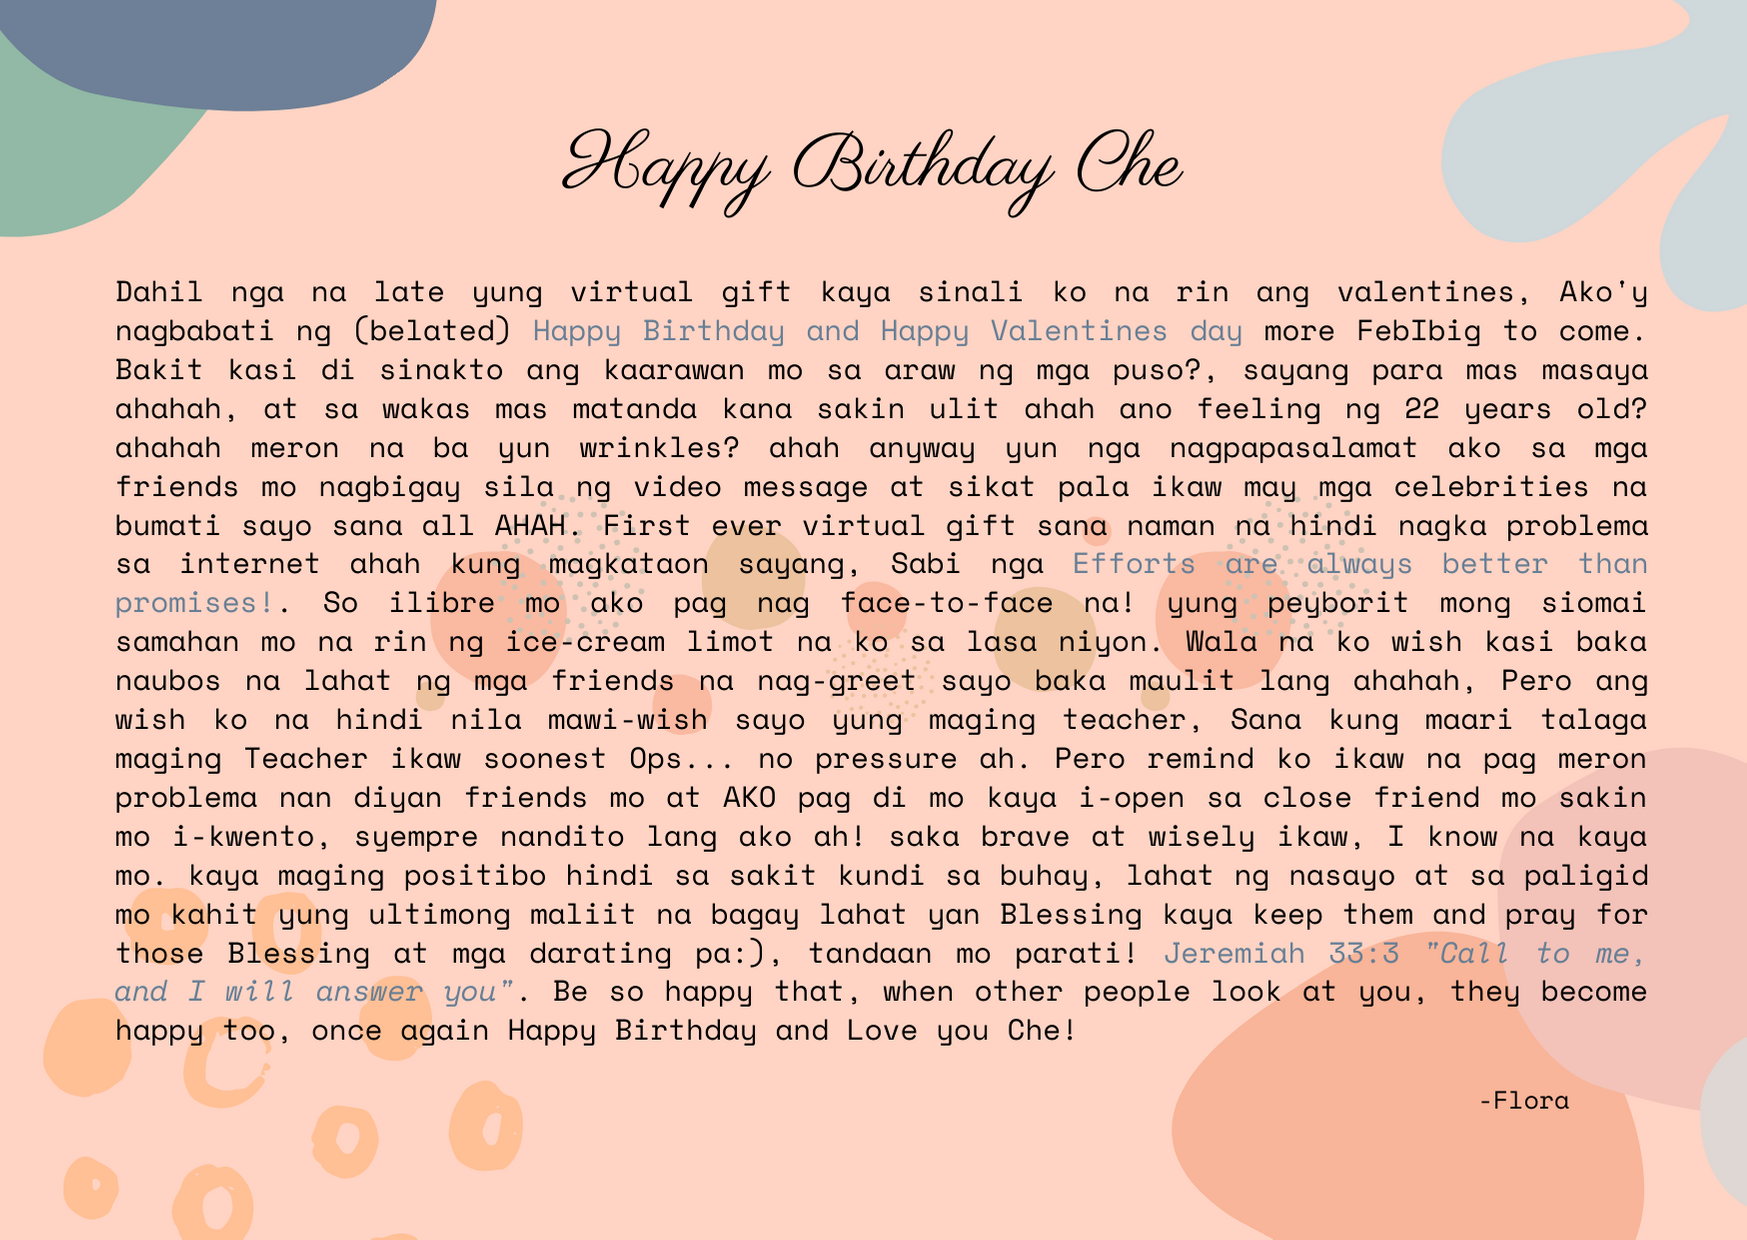 Happy Birthday Che
Dahil nga na late yung virtual gift kaya sinali ko na rin ang valentines, Ako'y
nagbabati ng (belated) Happy Birthday and Happy Valentines day more FebIbig to come.
Bakit kasi di sinakto ang kaarawan mo sa araw ng mga puso?, sayang para mas masaya
ahahah, at sa wakas mas matanda kana sakin ulit ahah ano feeling ng 22 years old?
ahahah meron na ba yun wrinkles? ahah anyway yun nga nagpapasalamat ako sa mga
friends mo nagbigay sila ng video message at sikat pala ikaw may mga celebrities na
bumati sayo sana all AHAH. First ever virtual gift sana naman na hindi nagka problema
sa internet ahah kung magkataon sayang, Sabi nga Efforts are always better than
promises!. So ilibre mo ako pag nag face-to-face na! yung peyborit mong siomai
samahan mo na rin ng ice-cream limot na ko sa lasa niyon. Wala na ko wish kasi baka
naubos na lahat ng mga friends na nag-greet sayo baka maulit lang ahahah, Pero ang
wish ko na hindi nila mawi-wish sayo yung maging teacher, Sana kung maari talaga
maging Teacher ikaw soonest Ops... no pressure ah. Pero remind ko ikaw na pag meron
problema nan diyan friends mo at AKO pag di mo kaya i-open sa close friend mo sakin
mo i-kwento, syempre nandito lang ako ah! saka brave at wisely ikaw, I know na kaya
mo. kaya maging positibo hindi sa sakit kundi sa buhay, lahat ng nasayo at sa paligid
mo kahit yung ultimong maliit na bagay lahat yan Blessing kaya keep them and pray for
those Blessing at mga darating pa:), tandaan mo parati! Jeremiah 33:3 "Call to me,
and I will answer you". Be so happy that, when other people look at you, they become
happy too, once again Happy Birthday and Love you Che!
-Flora